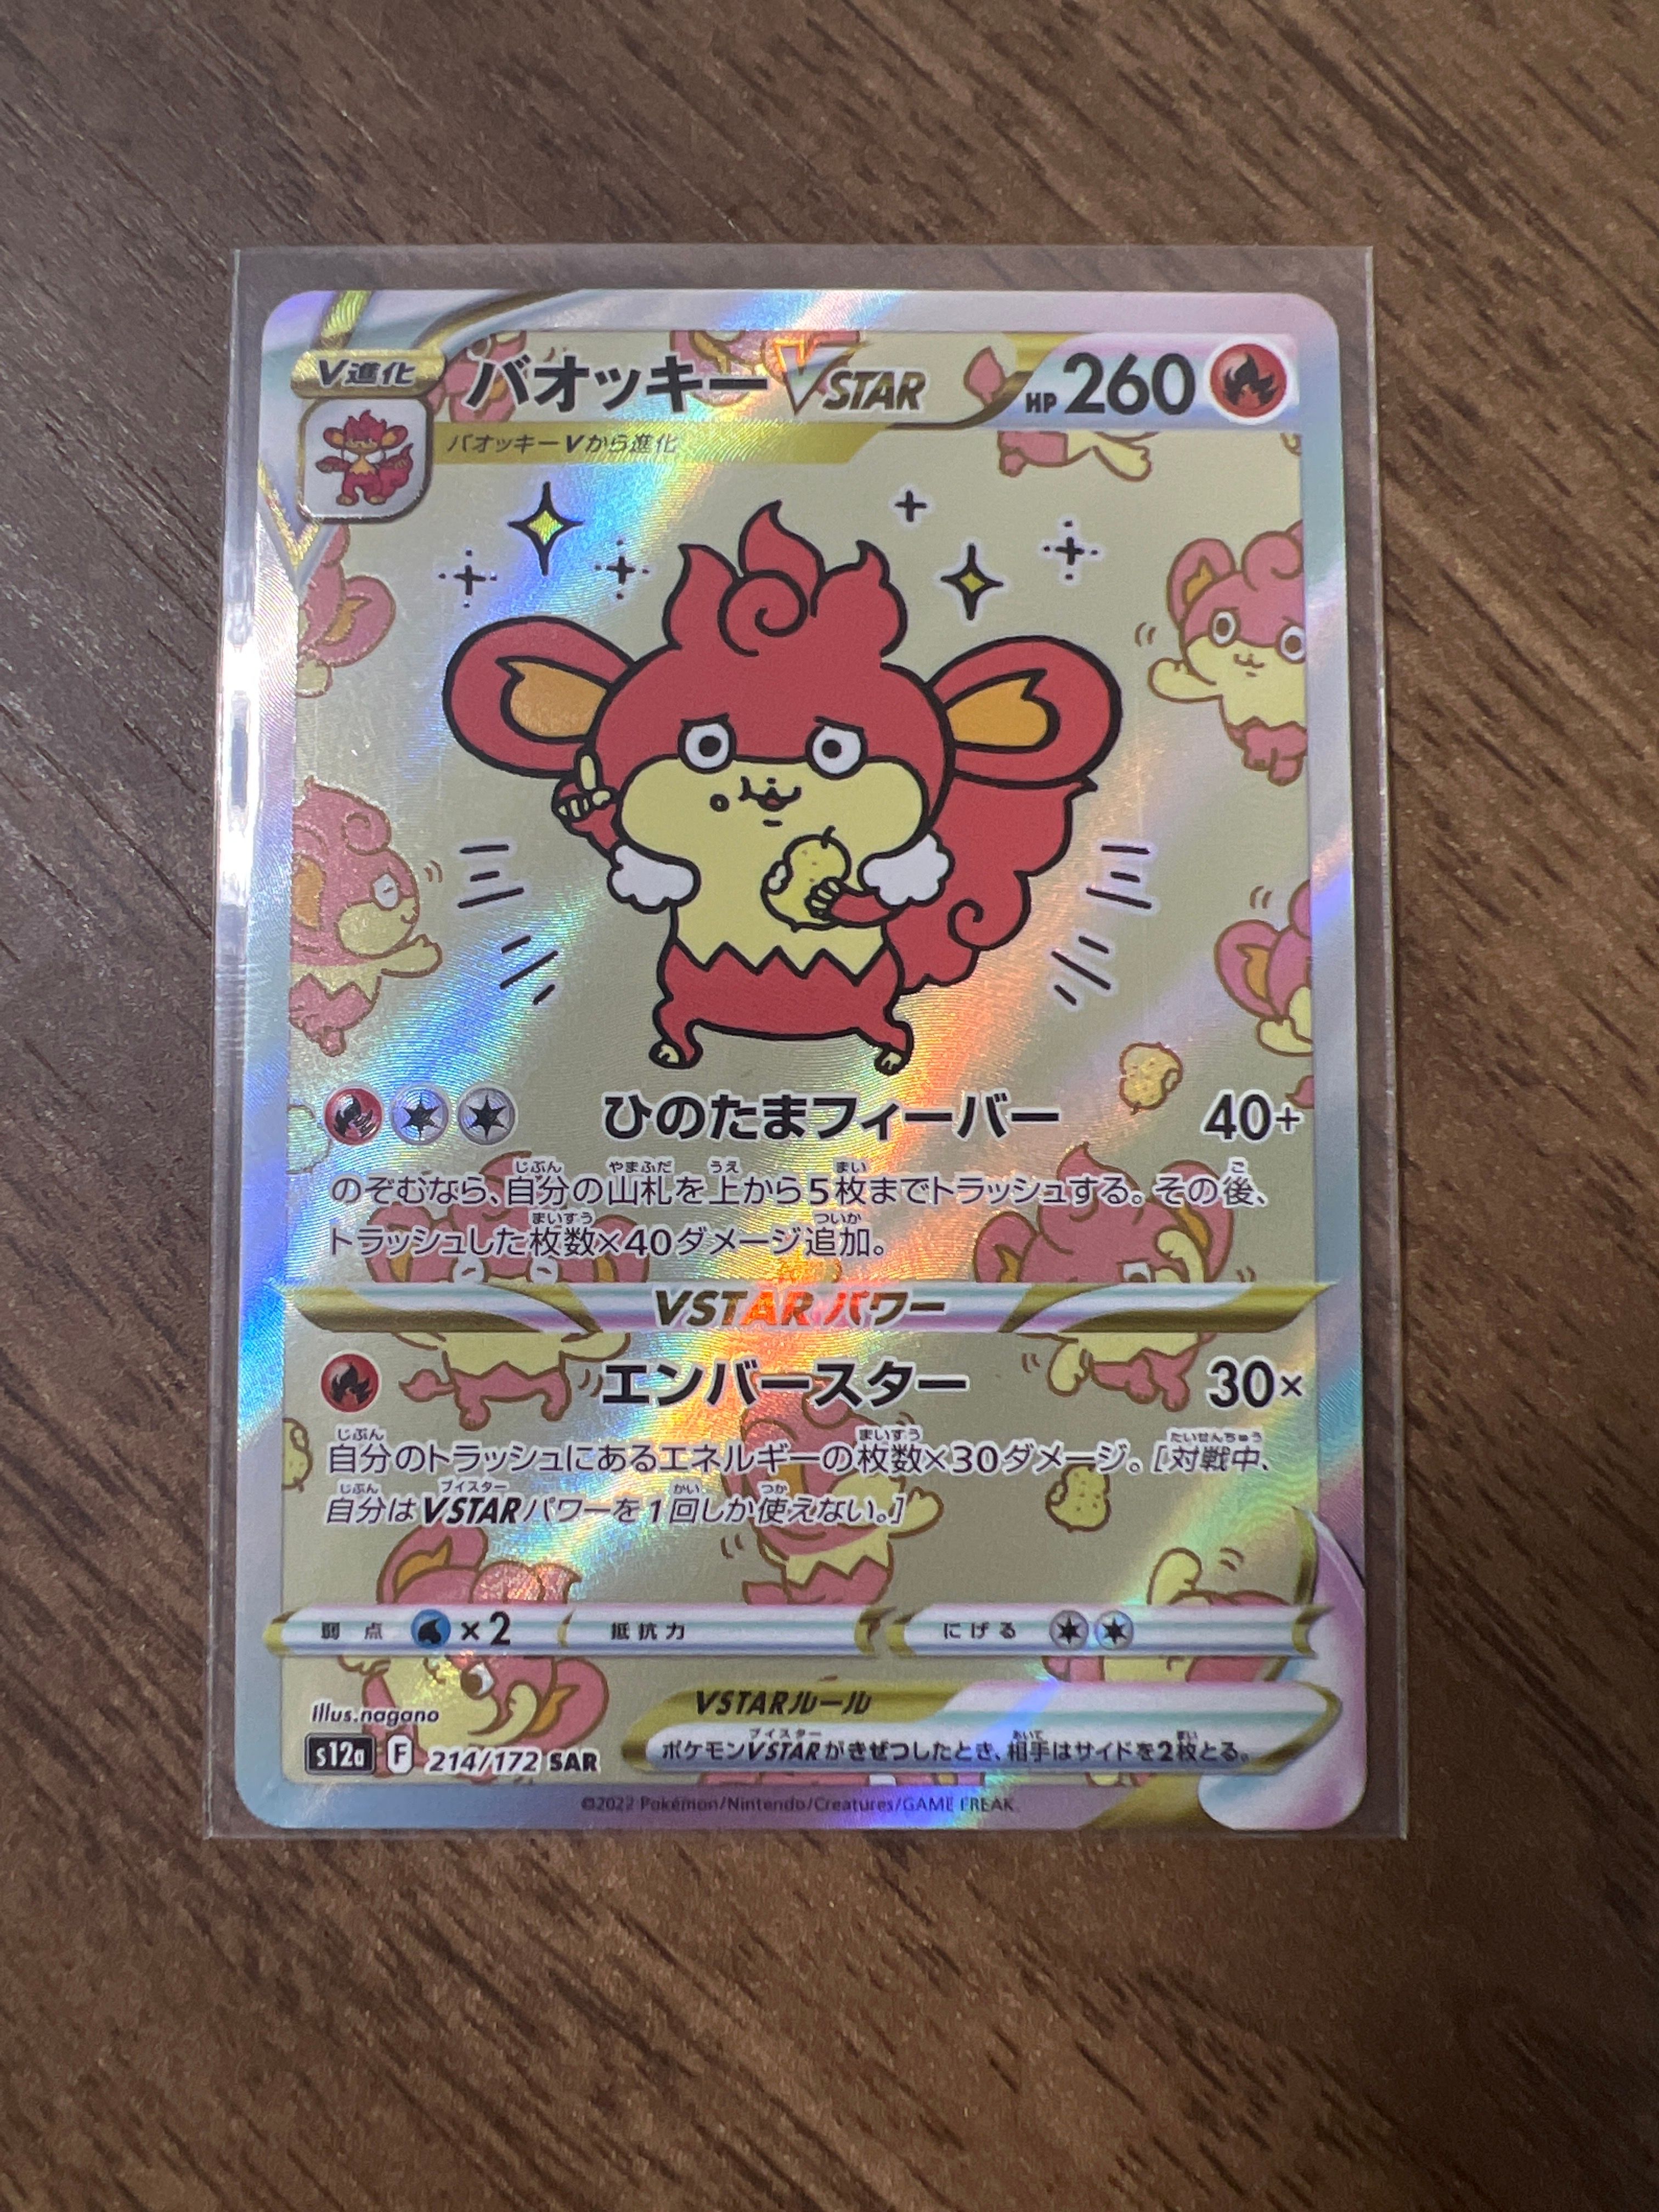 V進化
バオッキーVSTAR HP260
バオッキーVから進化
ひのたまフィーバー 40+
のぞむなら、自分の山札を上から5枚までトラッシュする。その後、
トラッシュした枚数×40ダメージ追加。
VSTARパワー
エンバースター 30×
自分のトラッシュにあるエネルギーの枚数×30ダメージ。[対戦中、
自分はVSTARパワーを1回しか使えない。]
弱点 ×2 抵抗力 にげる
Illus.nagano
VSTARルール
ポケモンVSTARがきぜつしたとき、相手はサイドを2枚とる。
s12a F 214/172 SAR
©2022 Pokémon/Nintendo/Creatures/GAME FREAK.